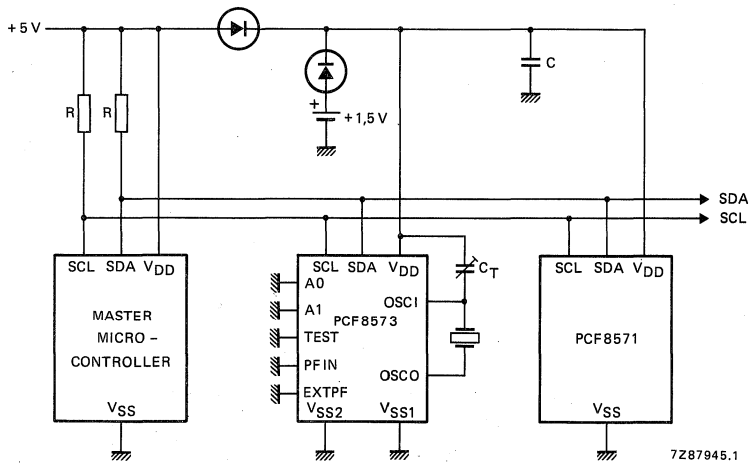 +5 V
C
R
R
+
+1,5 V
SDA
SCL
SCL SDA VDD
SCL SDA VDD
SCL SDA VDD
CT
A0
OSCI
A1
PCF8573
MASTER
MICRO-
CONTROLLER
TEST
PCF8571
PFIN
OSCO
EXTPF
VSS
VSS2 VSS1
VSS
7Z87945.1